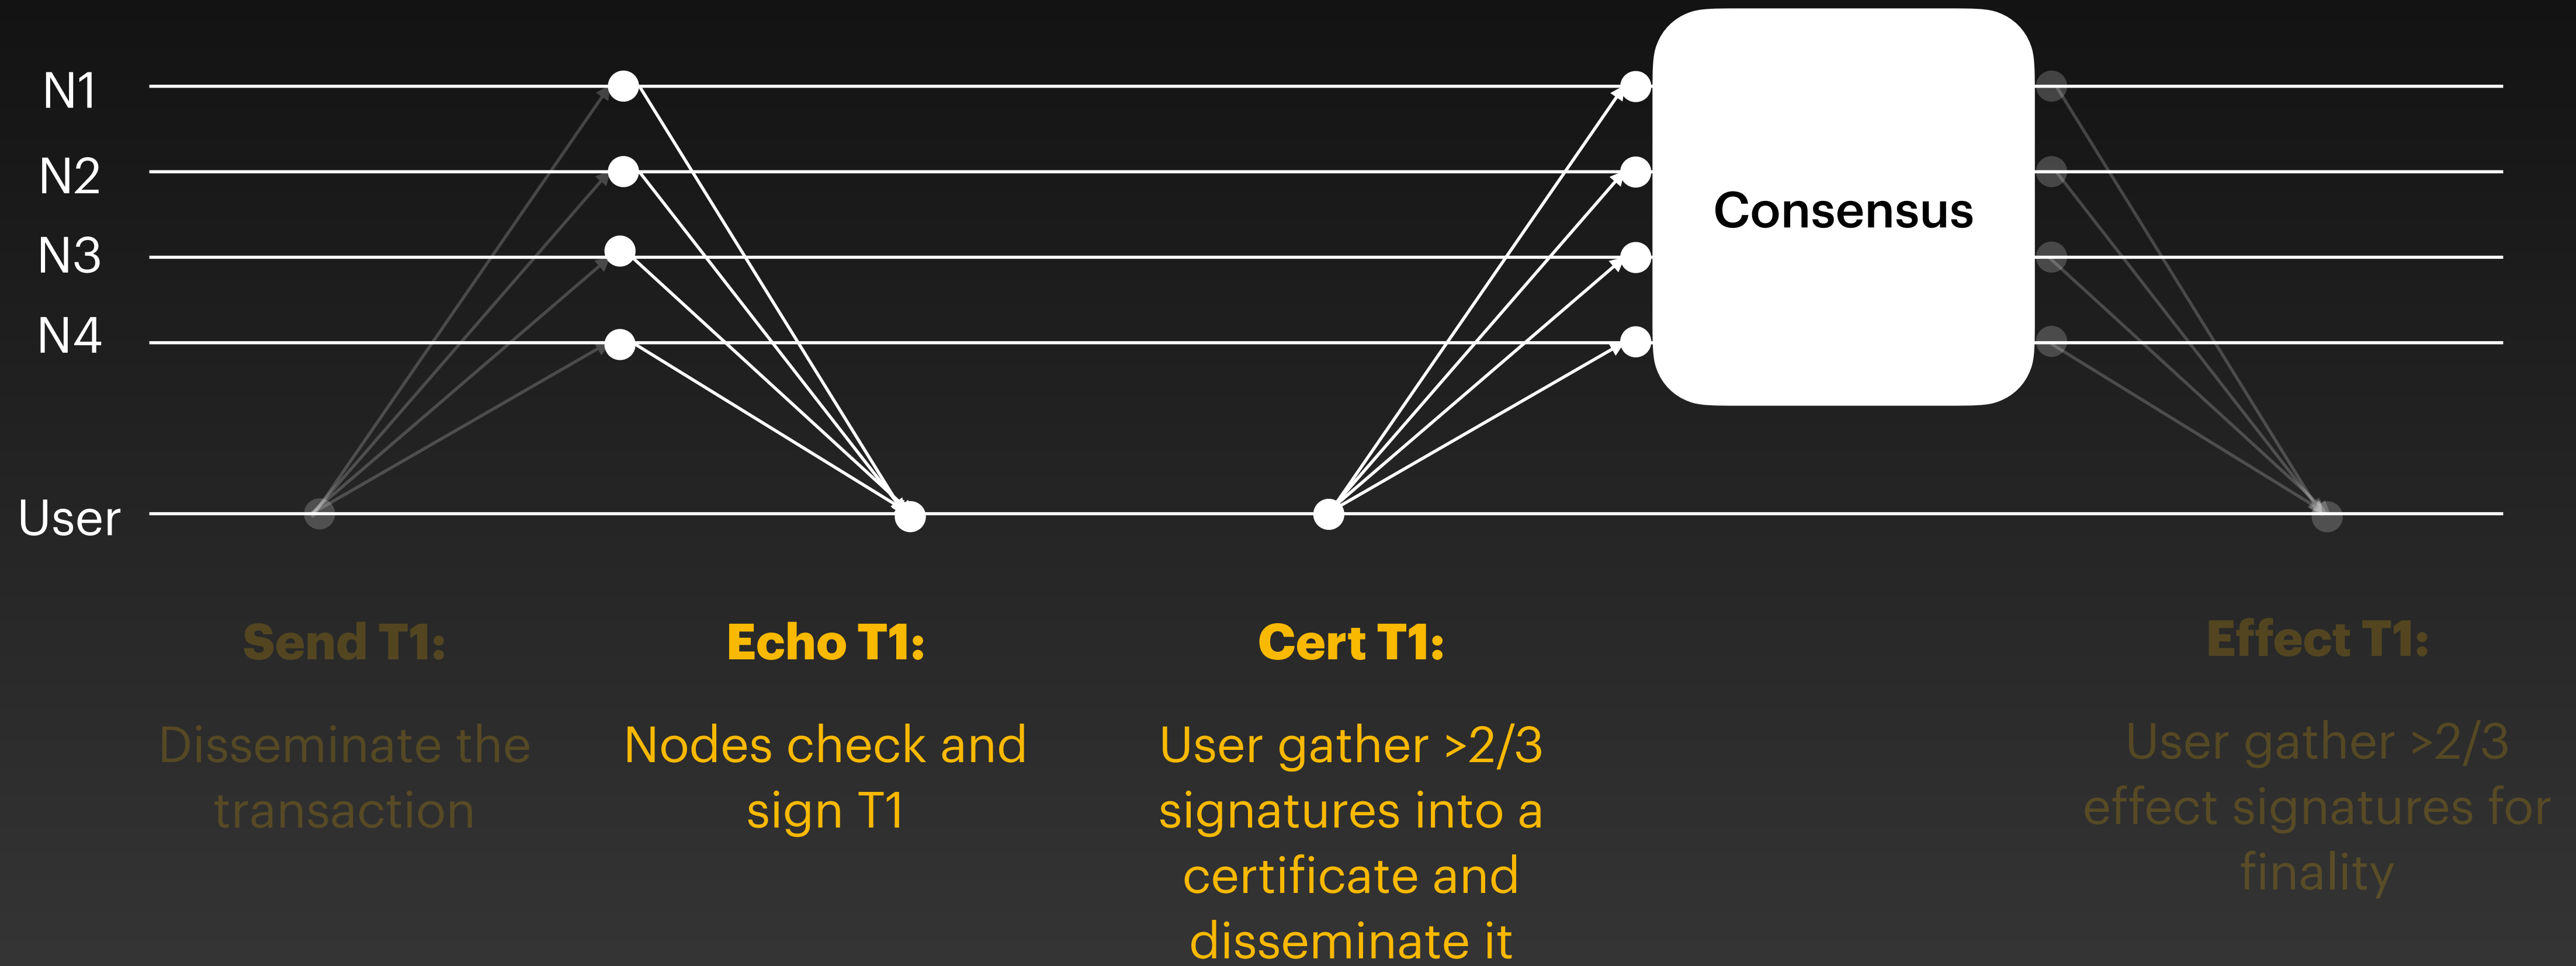 N1
N2
N3
N4
User
Consensus
Send T1:
Disseminate the
transaction
Echo T1:
Nodes check and
sign T1
Cert T1:
User gather >2/3
signatures into a
certificate and
disseminate it
Effect T1:
User gather >2/3
effect signatures for
finality